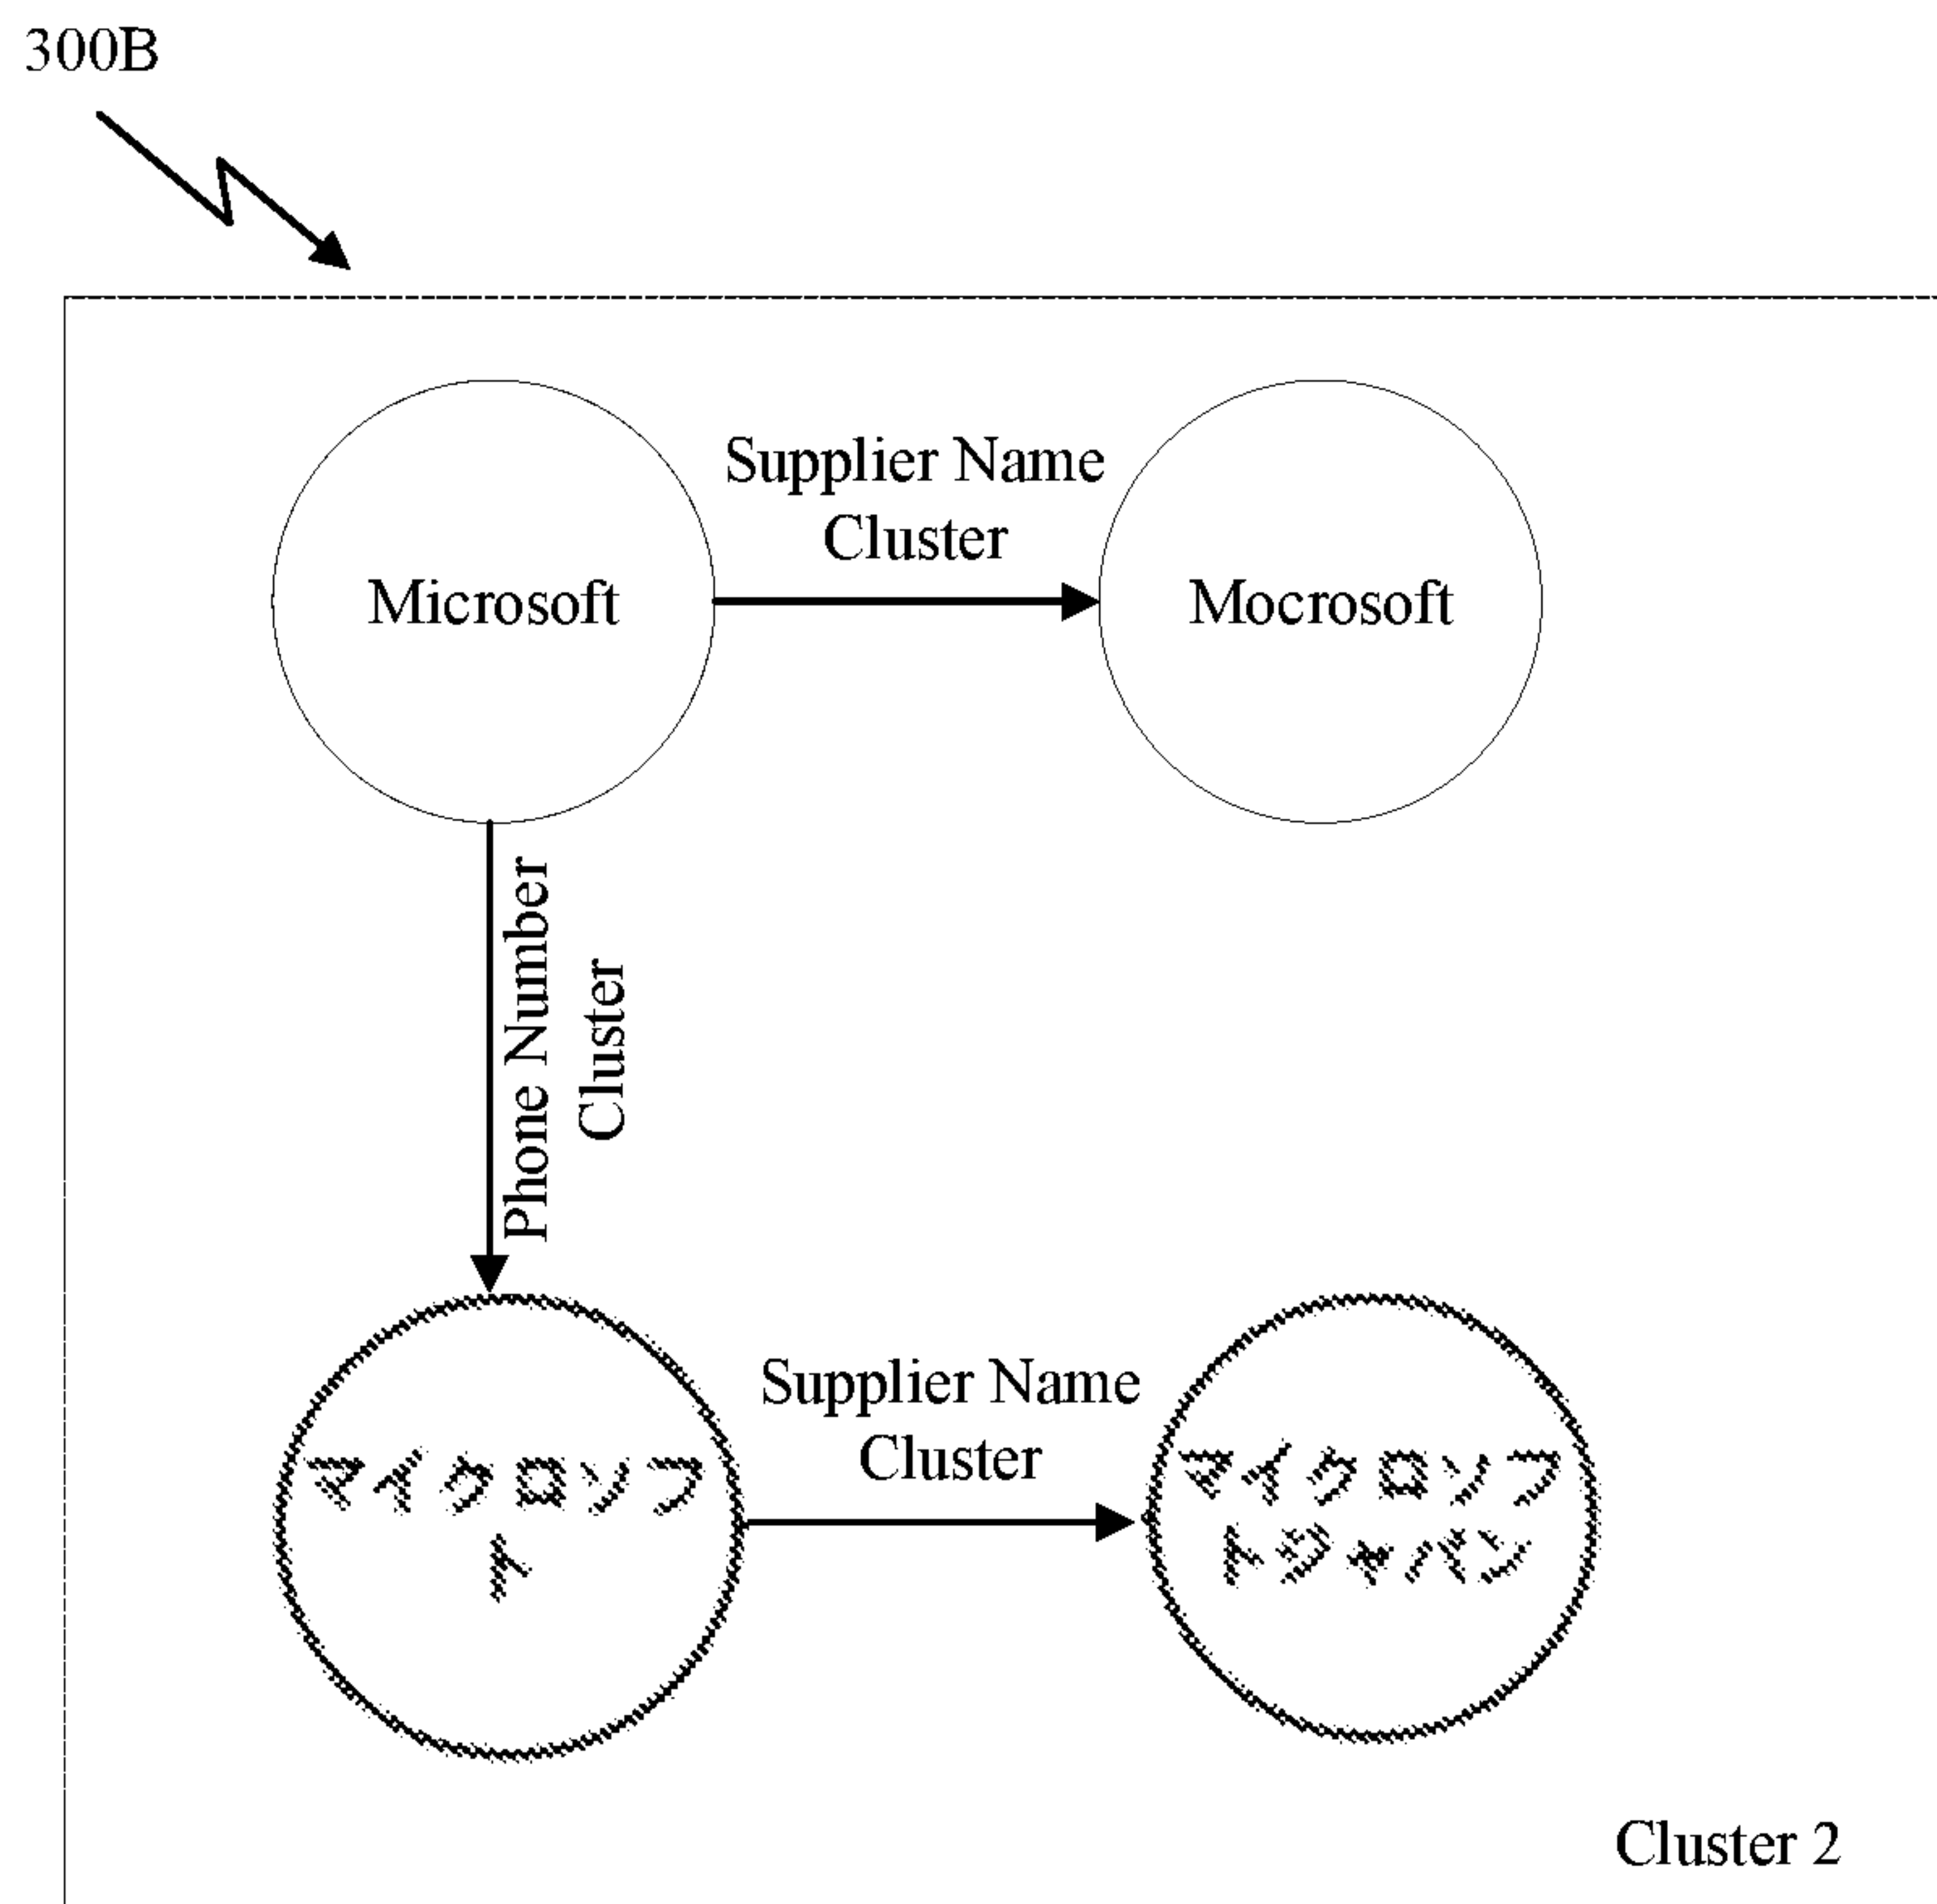 300B
Supplier Name
Cluster
Microsoft
Mocrosoft
Phone Number
Cluster
Supplier Name
Cluster
マイクロソフ
ト
マイクロソフ
トジャパン
Cluster 2